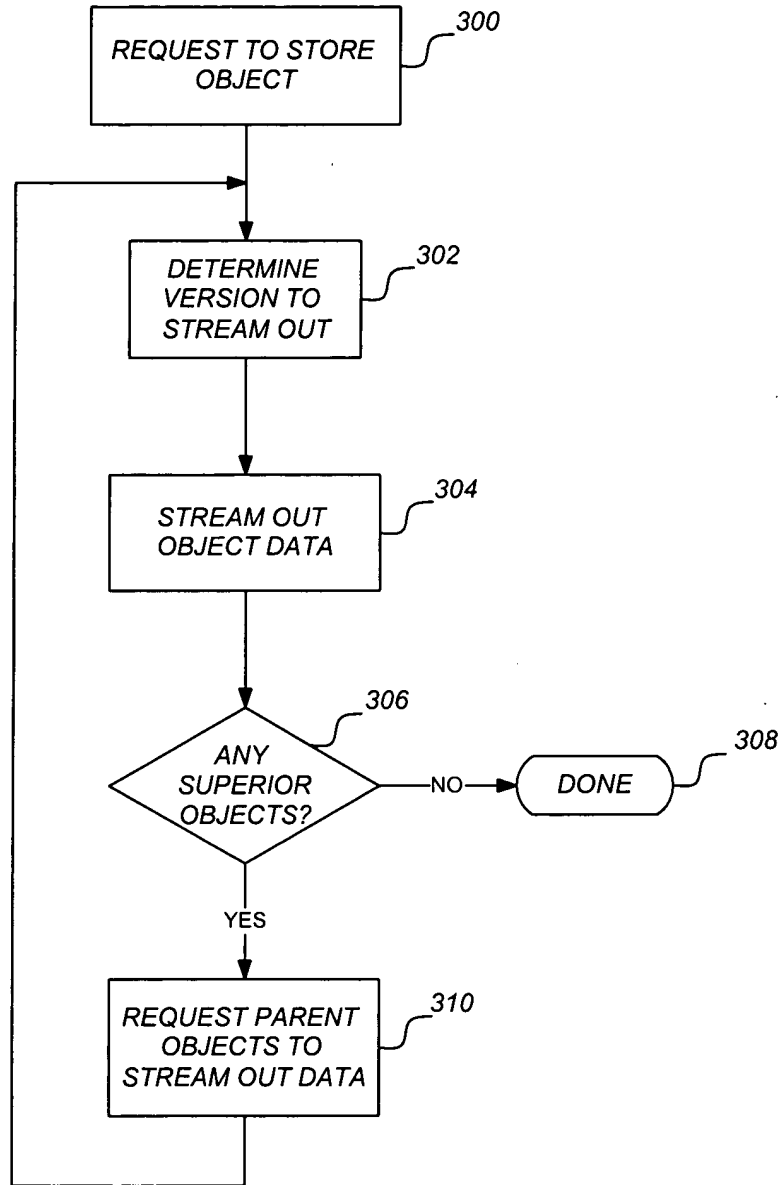 300
REQUEST TO STORE
OBJECT
302
DETERMINE
VERSION TO
STREAM OUT
304
STREAM OUT
OBJECT DATA
306
ANY
SUPERIOR
OBJECTS?
NO
308
DONE
YES
310
REQUEST PARENT
OBJECTS TO
STREAM OUT DATA